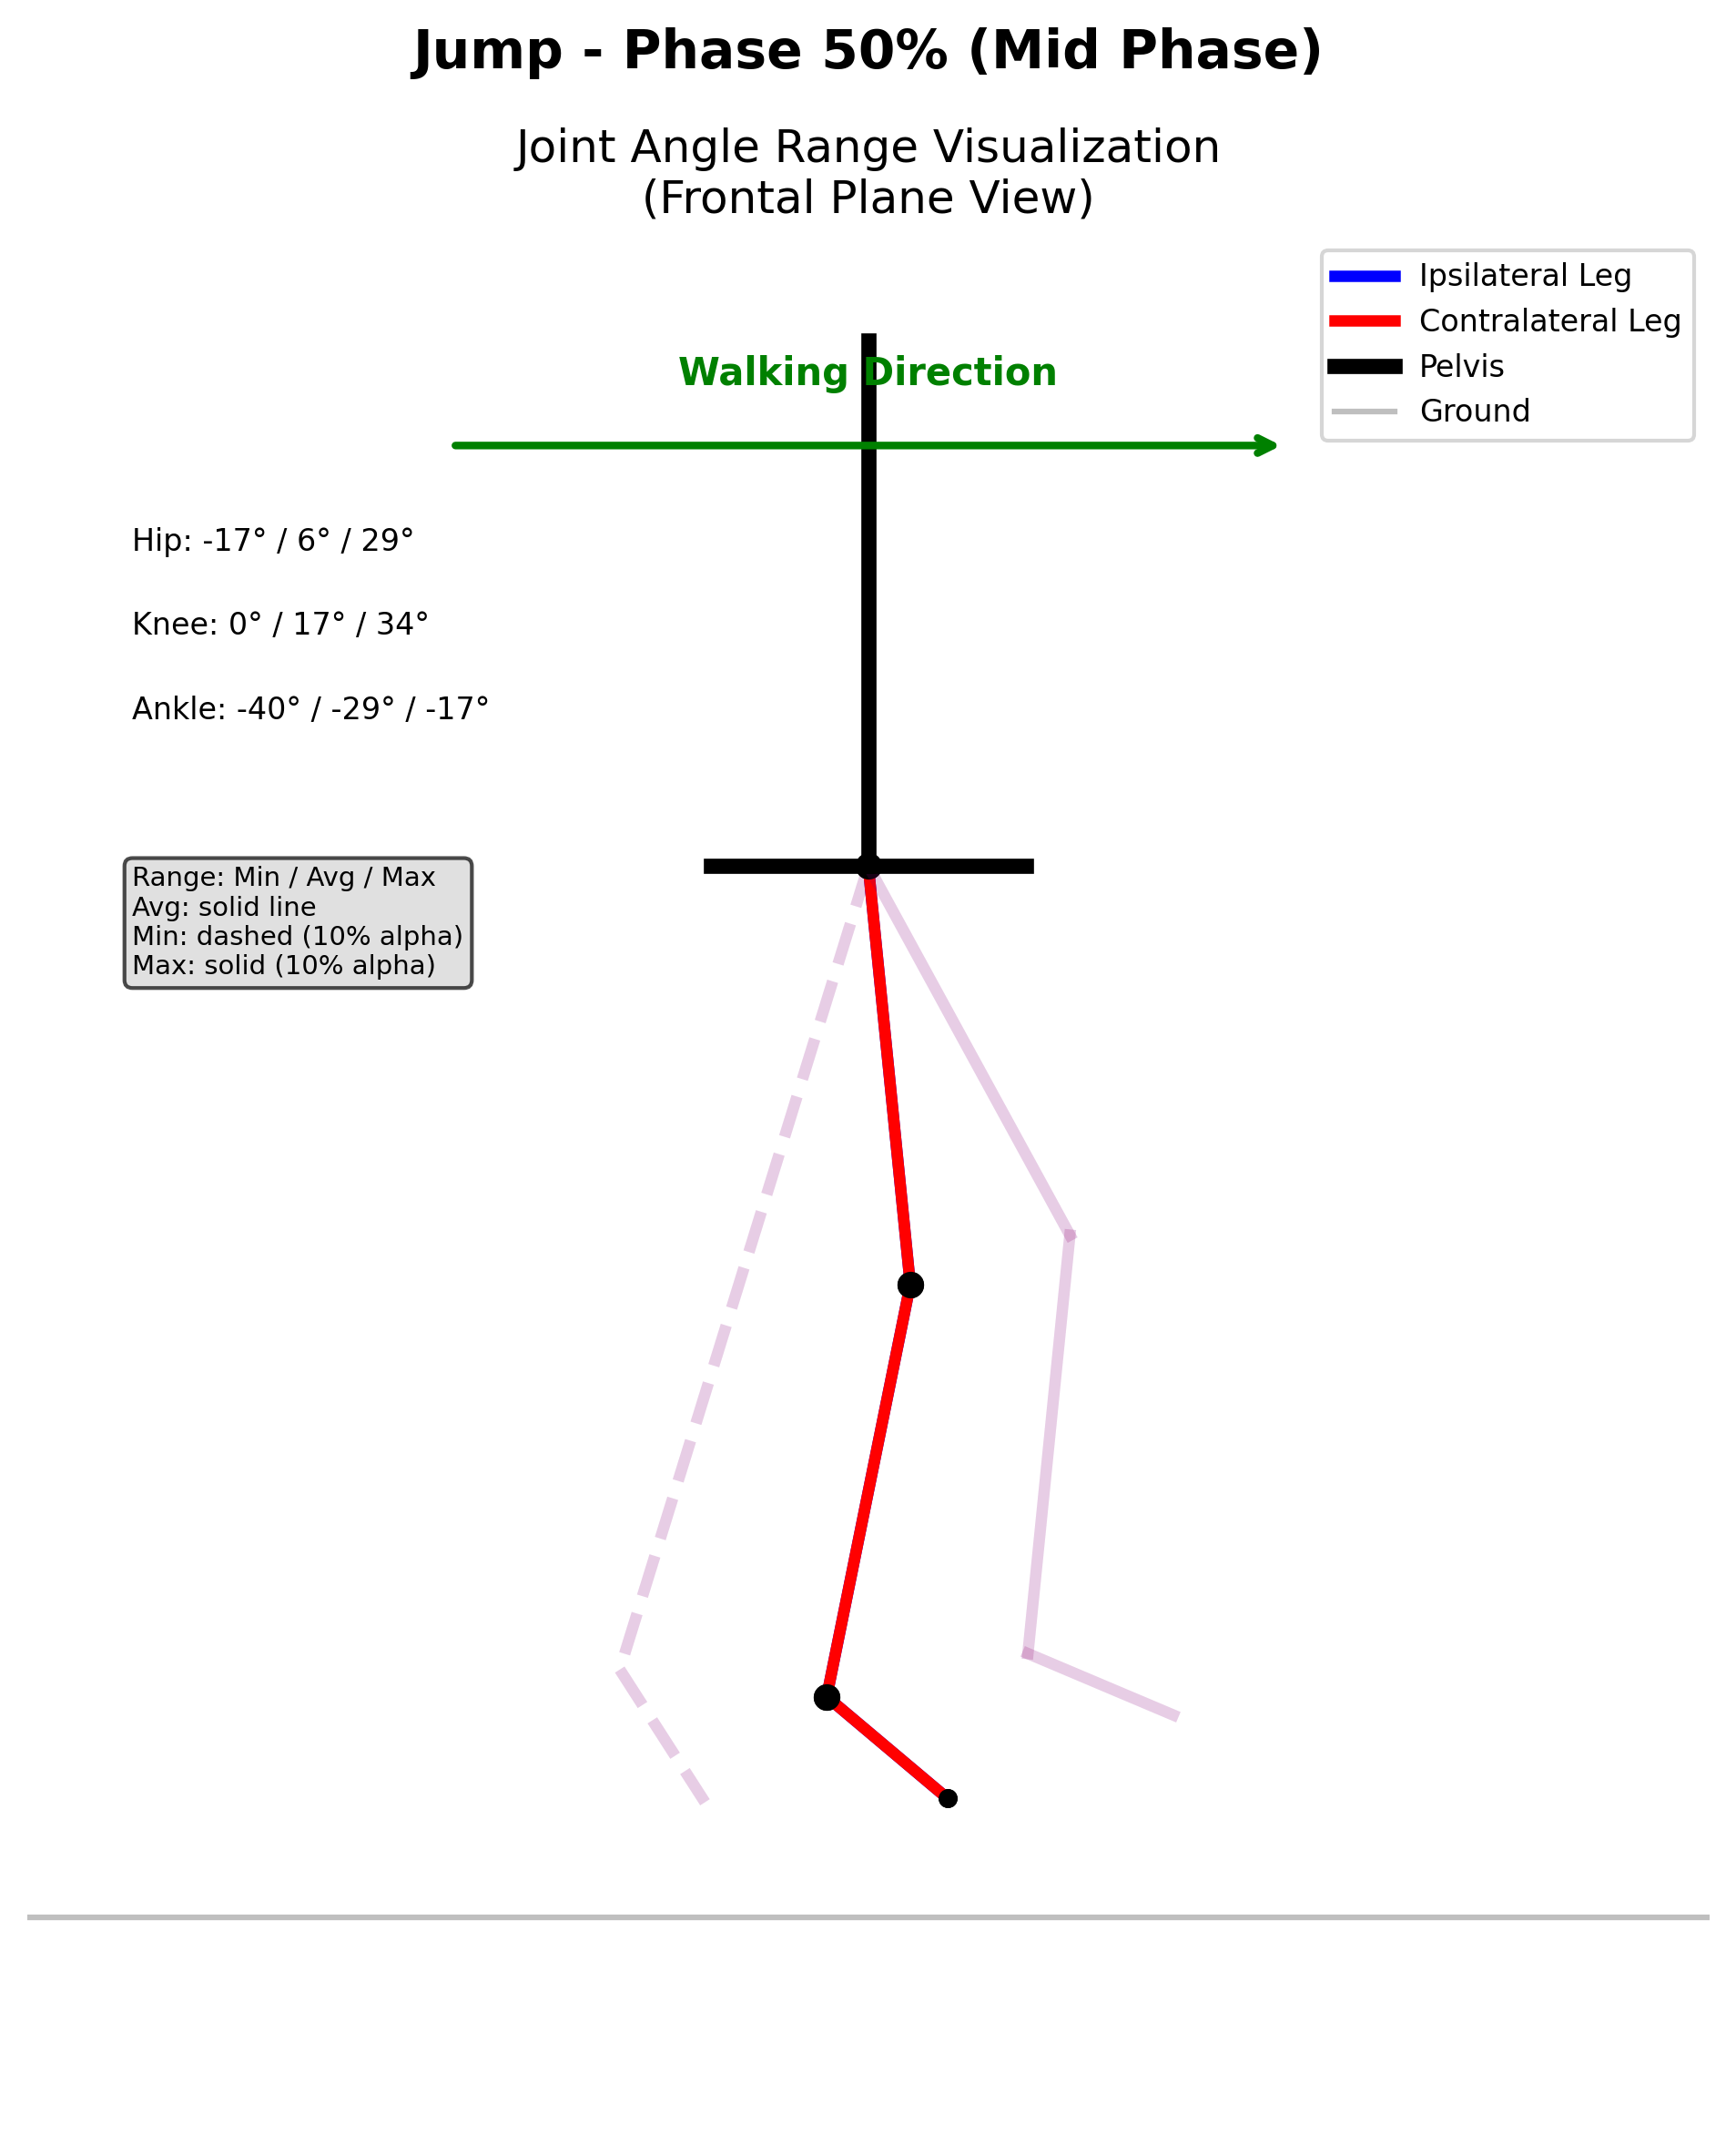 Jump - Phase 50% (Mid Phase)
Joint Angle Range Visualization
(Frontal Plane View)
Ipsilateral Leg
Contralateral Leg
Pelvis
Ground
Walking Direction
Hip: -17° / 6° / 29°
Knee: 0° / 17° / 34°
Ankle: -40° / -29° / -17°
Range: Min / Avg / Max
Avg: solid line
Min: dashed (10% alpha)
Max: solid (10% alpha)